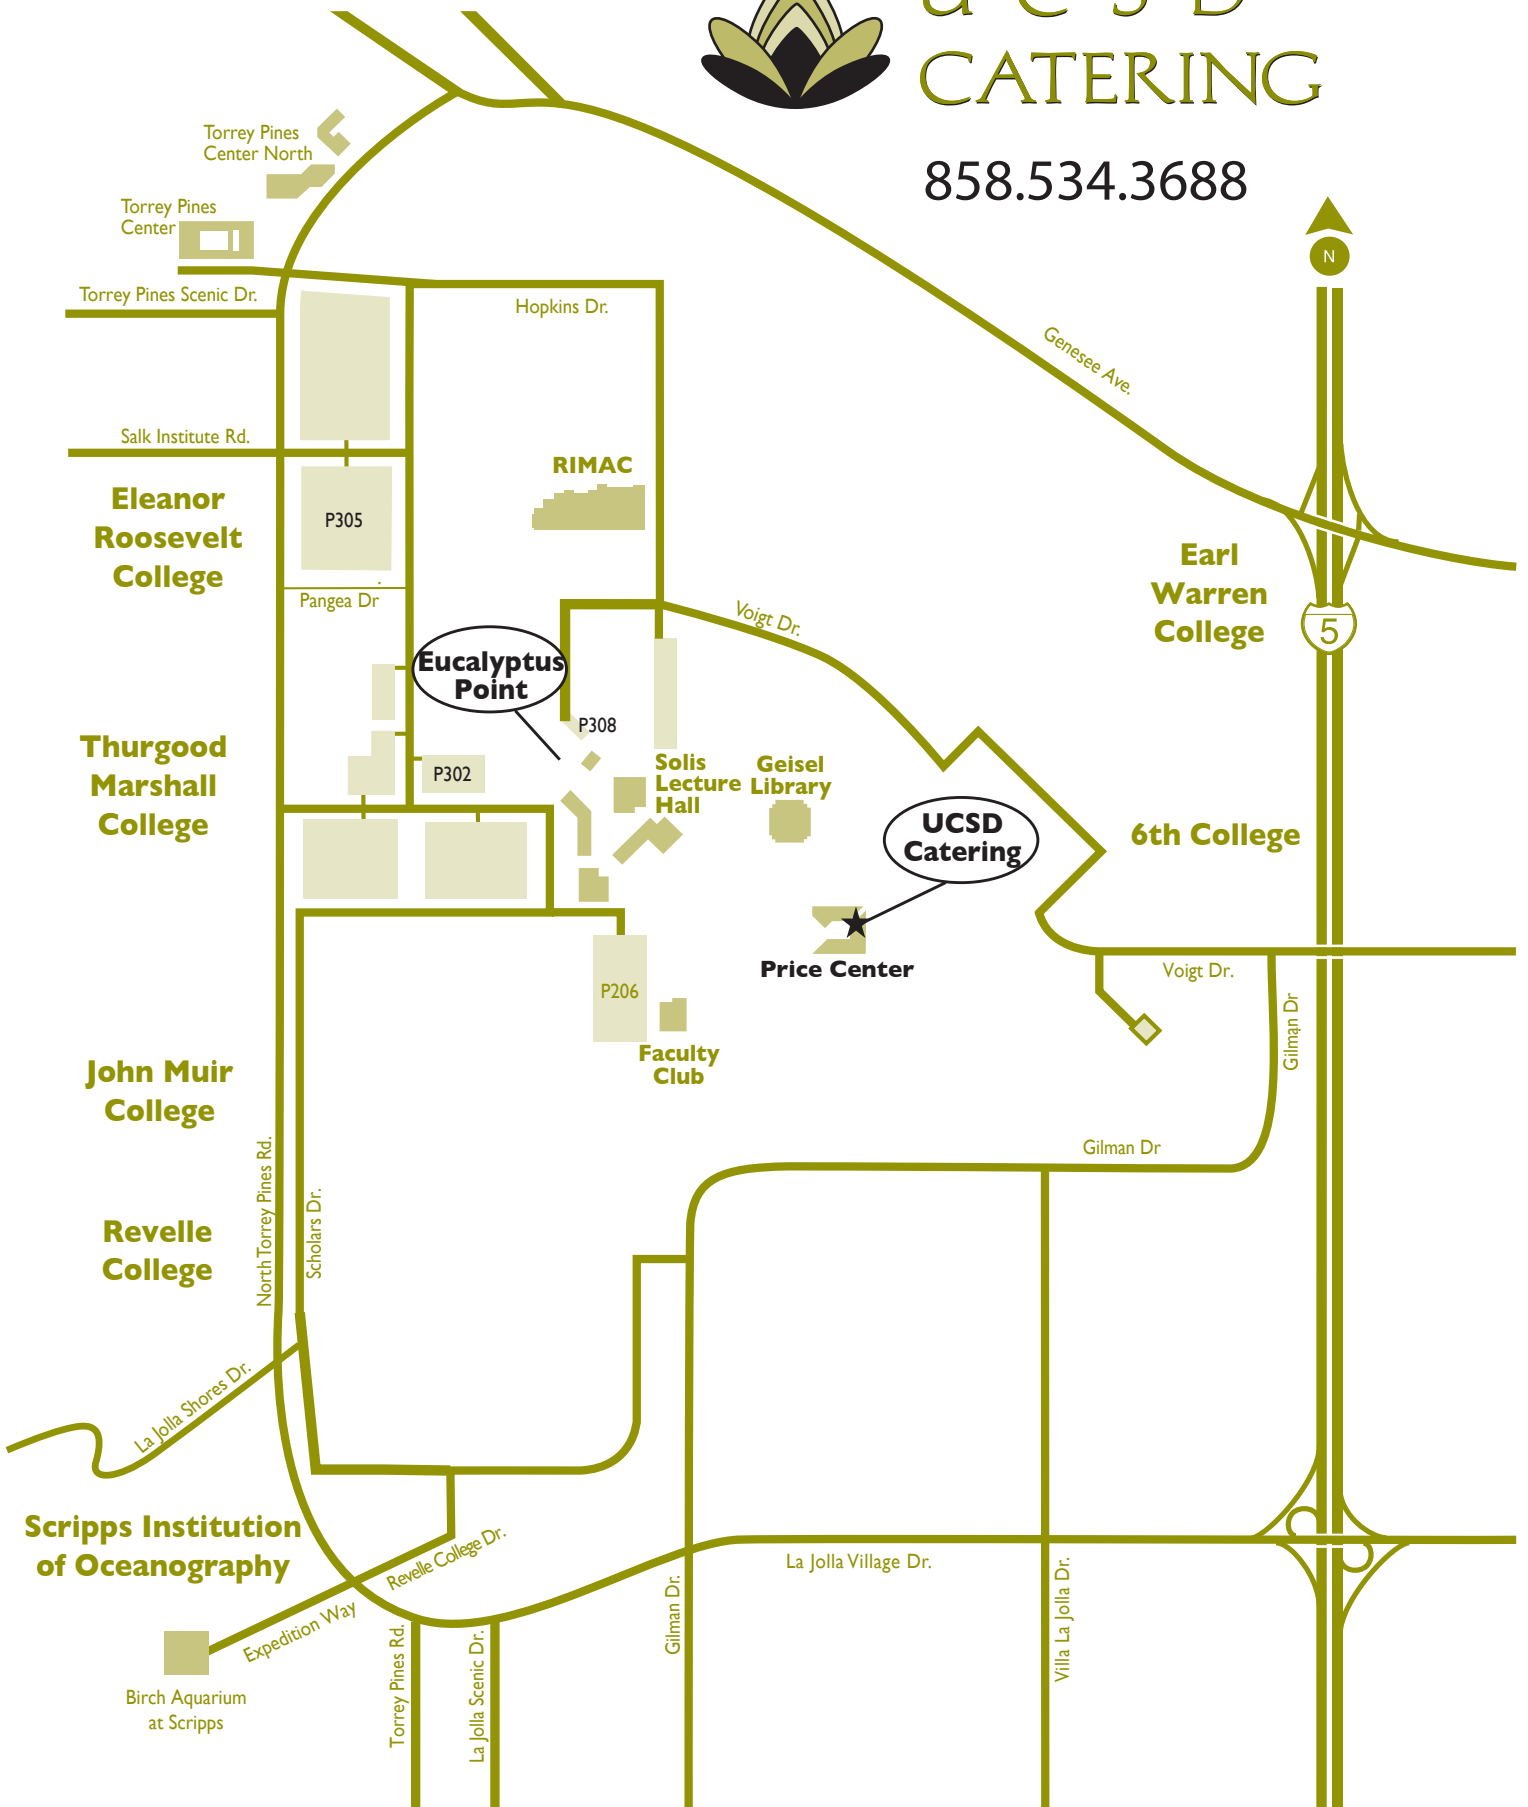 UCSD
CATERING
858.534.3688
Torrey Pines
Center North
Torrey Pines
Center
N
Torrey Pines Scenic Dr.
Hopkins Dr.
Genesee Ave.
Salk Institute Rd.
RIMAC
Eleanor
Roosevelt
College
P305
Earl
Warren
College
Pangea Dr
Voigt Dr.
5
Eucalyptus
Point
P308
Thurgood
Marshall
College
P302
Solis
Lecture
Hall
Geisel
Library
UCSD
Catering
6th College
Price Center
Voigt Dr.
P206
Gilman Dr
Faculty
Club
John Muir
College
Gilman Dr
North Torrey Pines Rd.
Scholars Dr.
Revelle
College
La Jolla Shores Dr.
Scripps Institution
of Oceanography
Revelle College Dr.
La Jolla Village Dr.
Expedition Way
Gilman Dr.
Villa La Jolla Dr.
Torrey Pines Rd.
La Jolla Scenic Dr.
Birch Aquarium
at Scripps